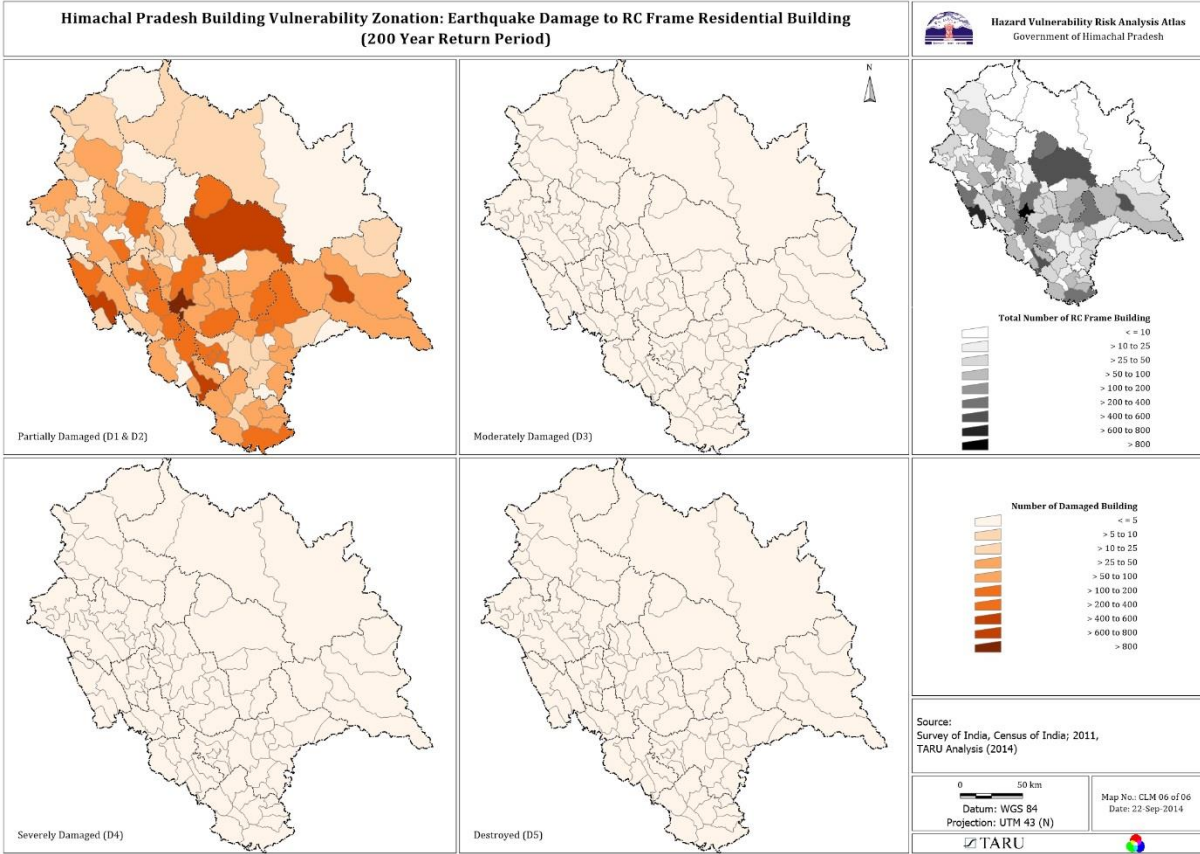 Himachal Pradesh Building Vulnerability Zonation: Earthquake Damage to RC Frame Residential Building
(200 Year Return Period)
Hazard Vulnerability Risk Analysis Atlas
Government of Himachal Pradesh
Partially Damaged (D1 & D2)
N
Moderately Damaged (D3)
Total Number of RC Frame Building
< = 10
> 10 to 25
> 25 to 50
> 50 to 100
> 100 to 200
> 200 to 400
> 400 to 600
> 600 to 800
> 800
Severely Damaged (D4)
Destroyed (D5)
Number of Damaged Building
< = 5
> 5 to 10
> 10 to 25
> 25 to 50
> 50 to 100
> 100 to 200
> 200 to 400
> 400 to 600
> 600 to 800
> 800
Source:
Survey of India, Census of India; 2011,
TARU Analysis (2014)
0 50 km
Datum: WGS 84
Projection: UTM 43 (N)
Map No.: CLM 06 of 06
Date: 22-Sep-2014
TARU